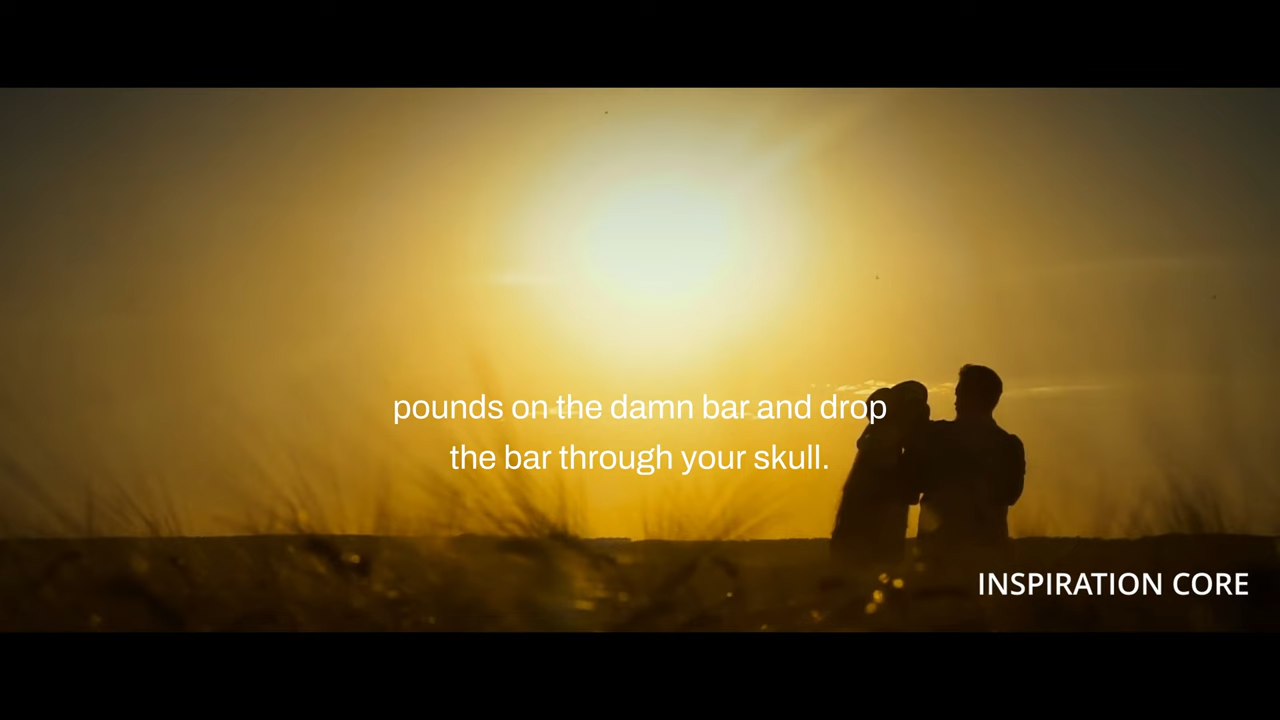 pounds on the damn bar and drop
the bar through your skull.
INSPIRATION CORE